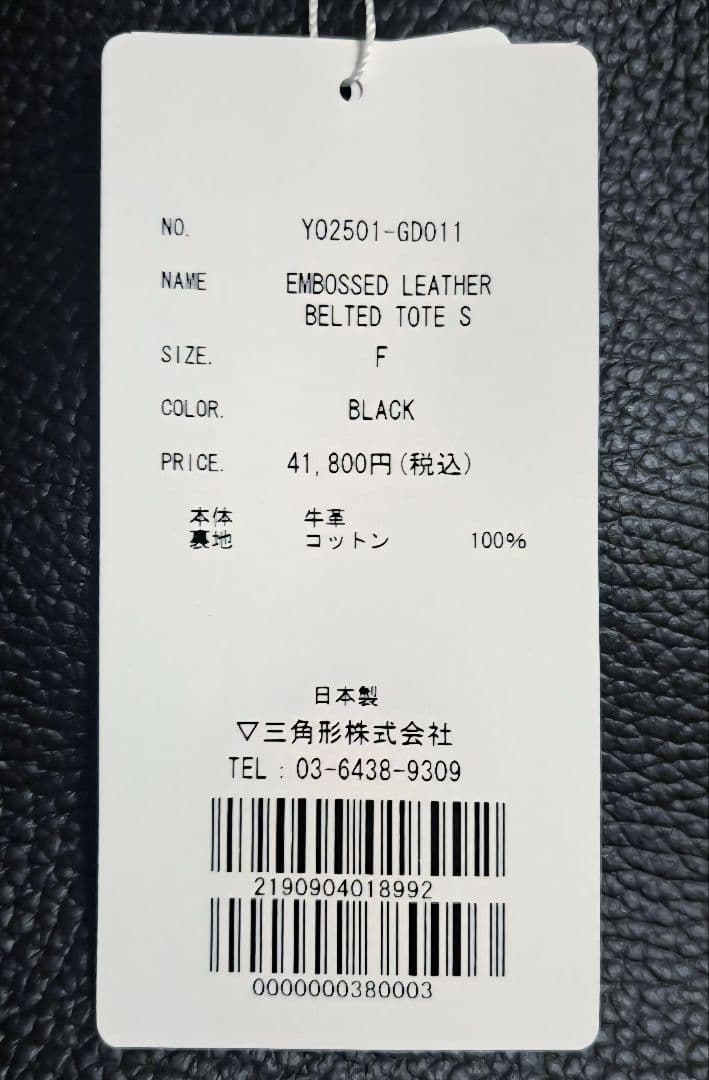 NO. Y02501-GD011
NAME EMBOSSED LEATHER
BELTED TOTE S
SIZE. F
COLOR. BLACK
PRICE. 41,800円(税込)
本体 牛革
裏地 コットン 100%
日本製
▽三角形株式会社
TEL : 03-6438-9309
2190904018992
0000000380003